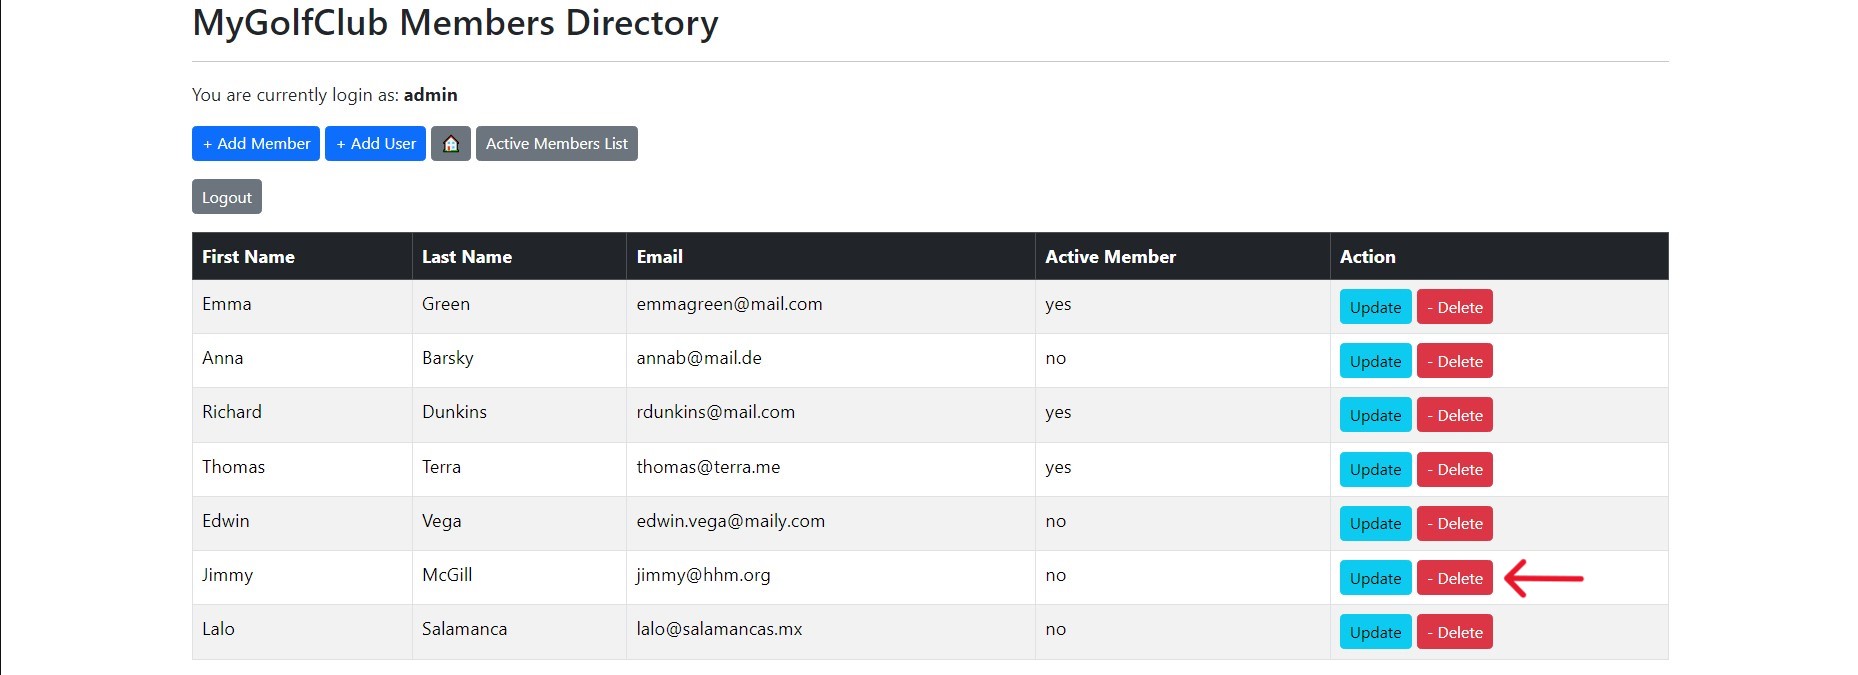 MyGolfClub Members Directory
You are currently login as: admin
+ Add Member + Add User Active Members List
Logout
First Name Last Name Email Active Member Action
Emma Green emmagreen@mail.com yes Update - Delete
Anna Barsky annab@mail.de no Update - Delete
Richard Dunkins rdunkins@mail.com yes Update - Delete
Thomas Terra thomas@terra.me yes Update - Delete
Edwin Vega edwin.vega@maily.com no Update - Delete
Jimmy McGill jimmy@hhm.org no Update - Delete
Lalo Salamanca lalo@salamancas.mx no Update - Delete